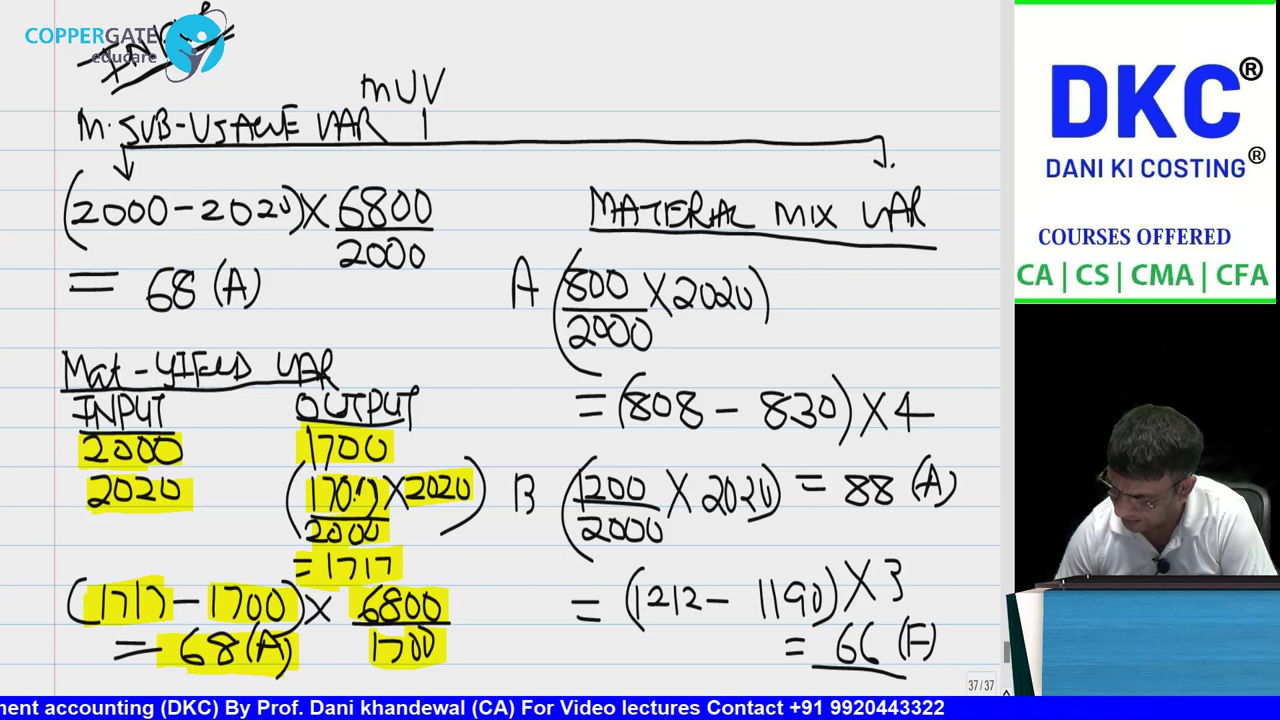 COPPERGATE
educare
MUV
M. SUB-USAGE VAR
(2000-2020) X 6800
2000
= 68 (A)
Mat-YIELD VAR
INPUT OUTPUT
2000 1700
2020 (1700 X 2020)
2000
= 1717
(1717-1700) X 6800
1700
= 68 (A)
MATERIAL MIX VAR
A (800 X 2020)
2000
= (808 - 830) X 4
= 88 (A)
B (1200 X 2020)
2000
= (1212 - 1190) X 3
= 66 (F)
37/37
DKC®
DANI KI COSTING®
COURSES OFFERED
CA | CS | CMA | CFA
ment accounting (DKC) By Prof. Dani khandewal (CA) For Video lectures Contact +91 9920443322